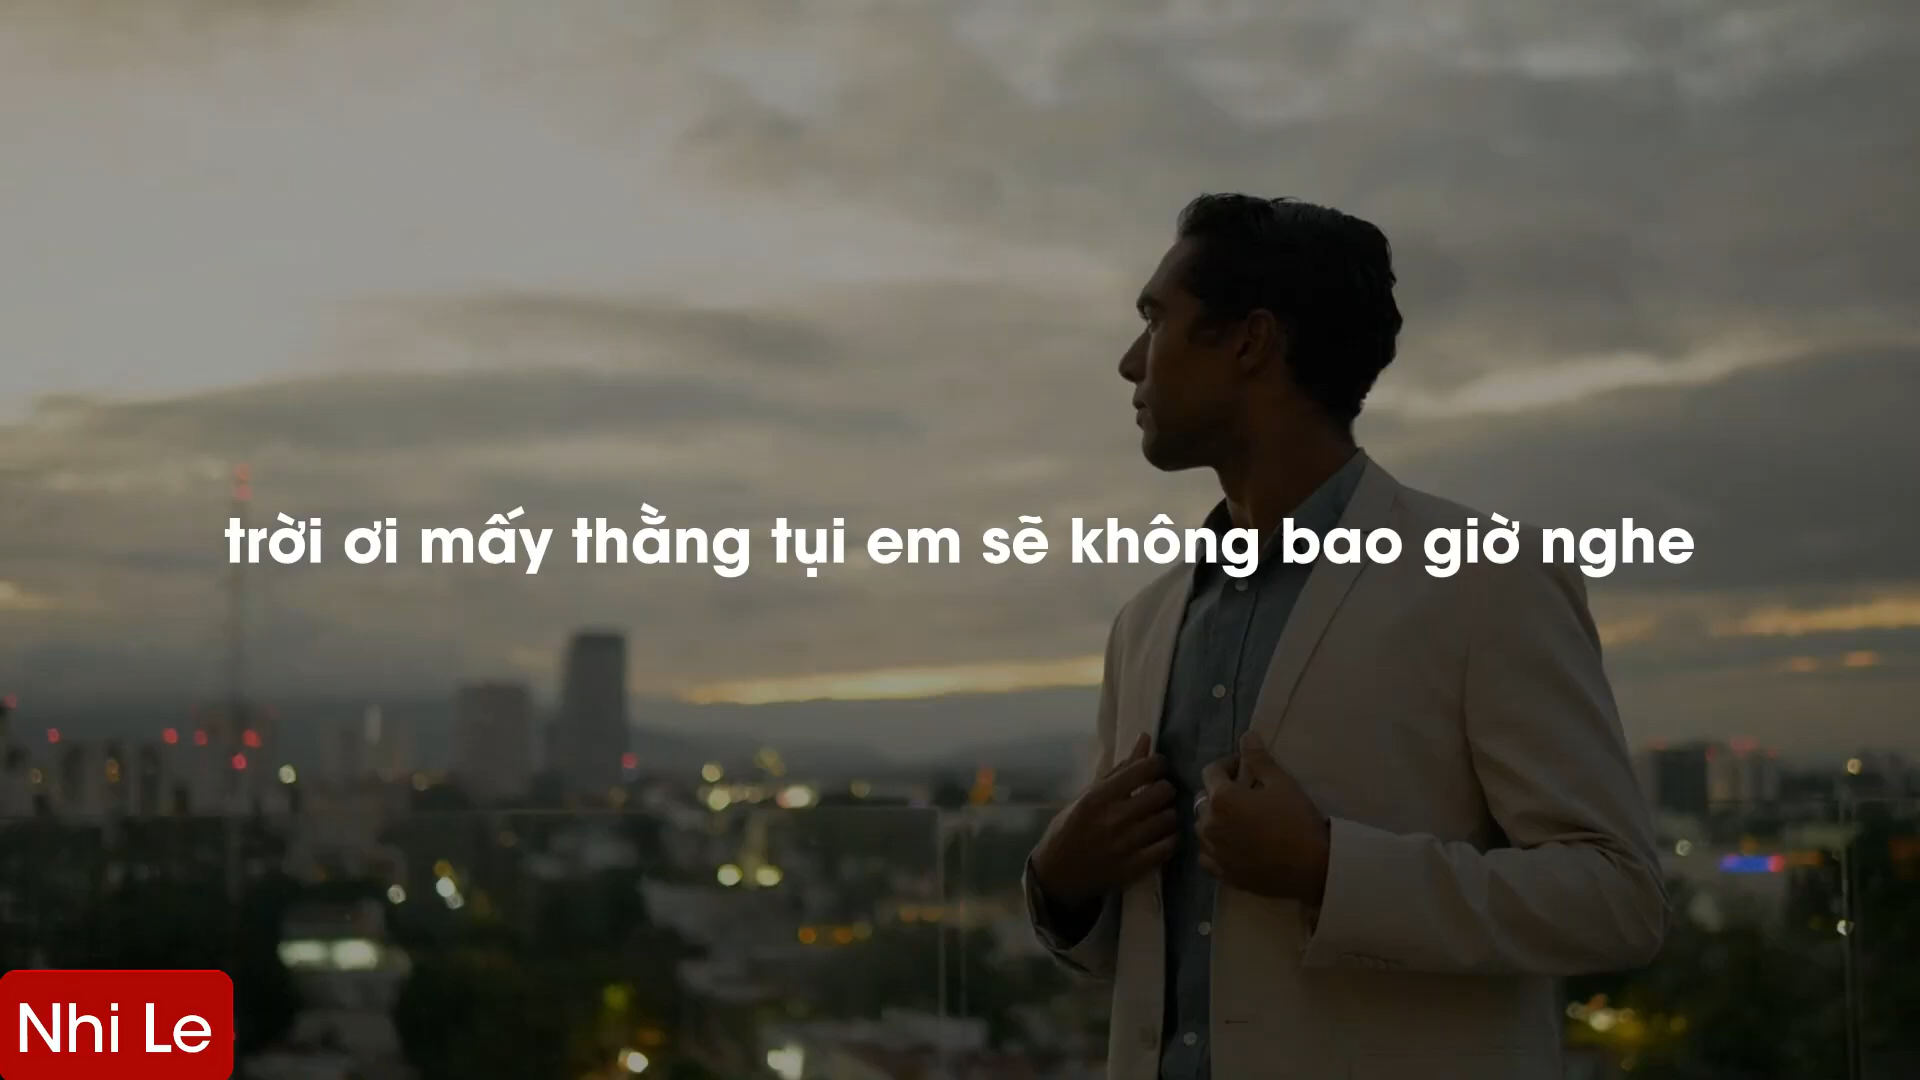 trời ơi mấy thằng tụi em sẽ không bao giờ nghe
Nhi Le